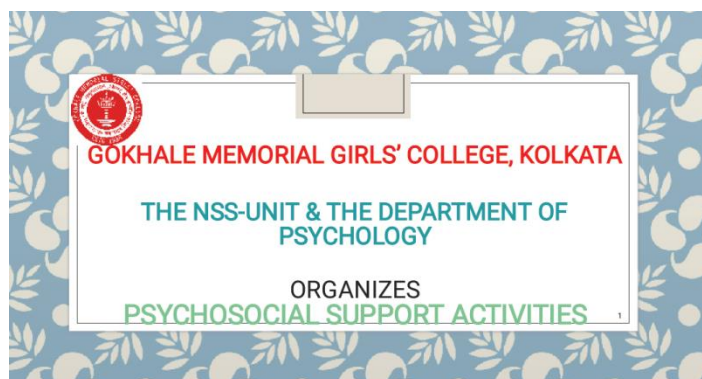 GOKHALE MEMORIAL GIRLS' COLLEGE, KOLKATA
THE NSS-UNIT & THE DEPARTMENT OF
PSYCHOLOGY
ORGANIZES
PSYCHOSOCIAL SUPPORT ACTIVITIES
1